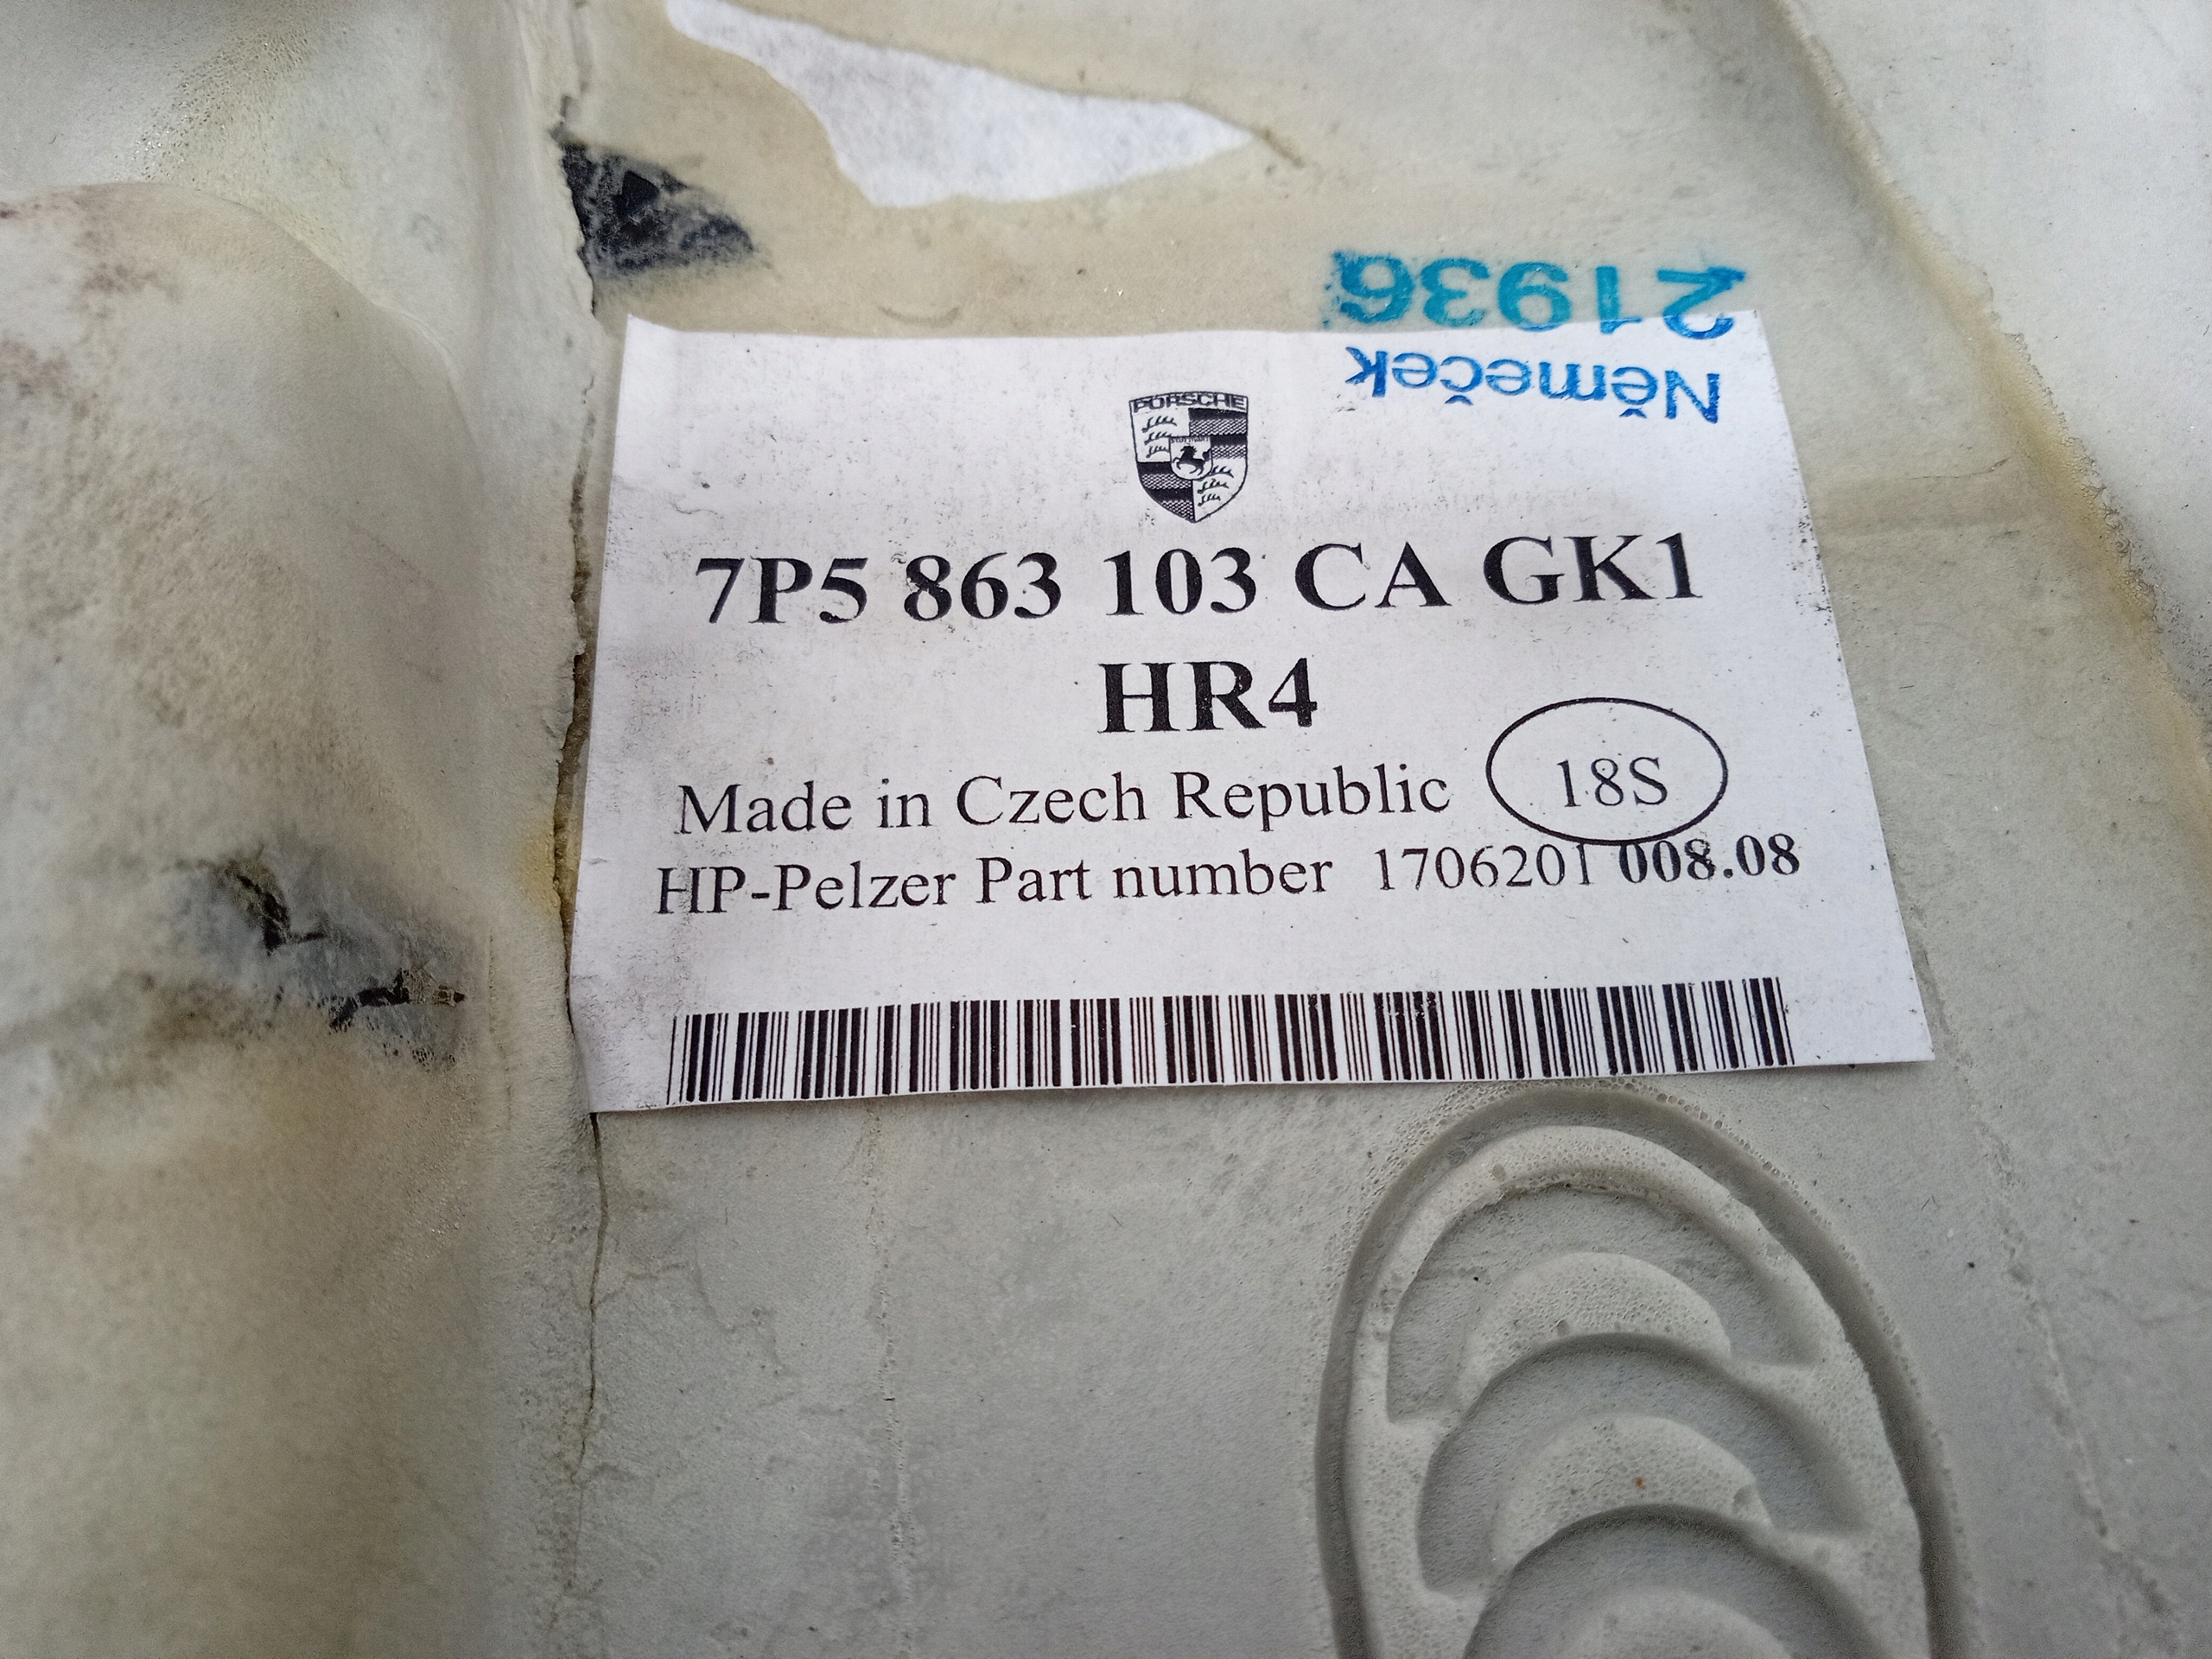 21936
Němeček
PORSCHE
7P5 863 103 CA GK1
HR4
Made in Czech Republic 18S
HP-Pelzer Part number 1706201 008.08